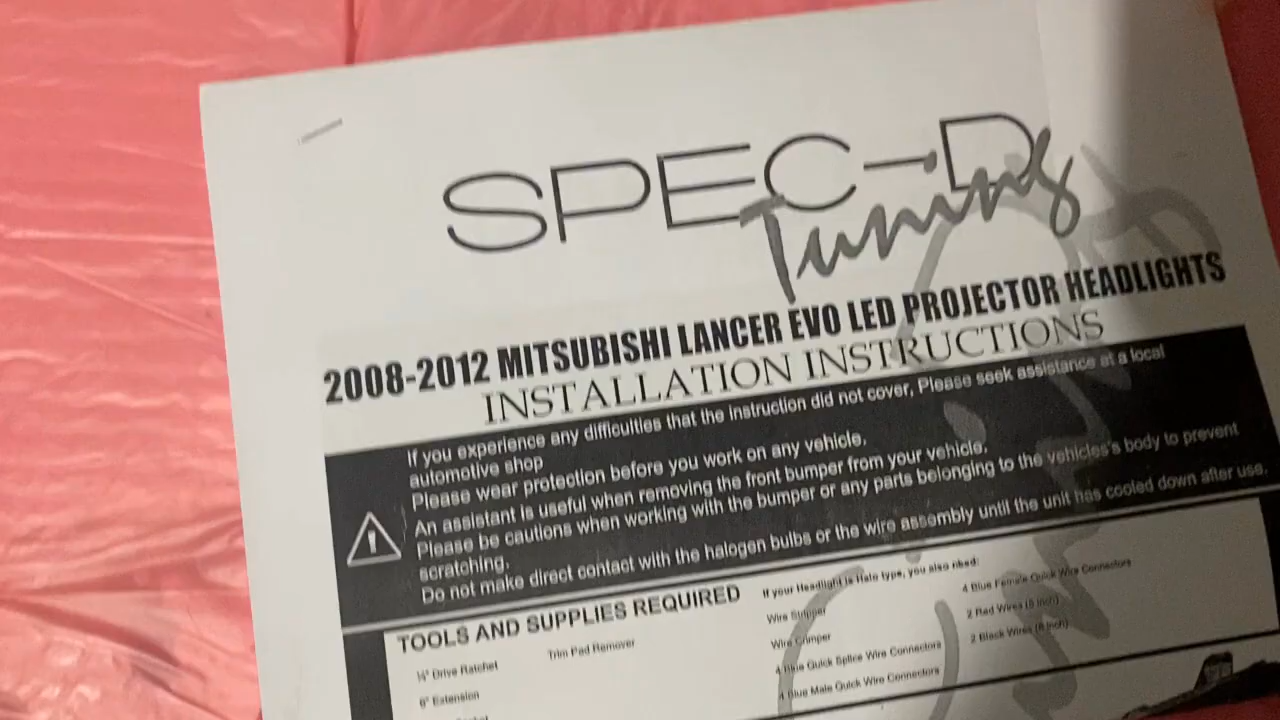 SPEC-D
Tuning
2008-2012 MITSUBISHI LANCER EVO LED PROJECTOR HEADLIGHTS
INSTALLATION INSTRUCTIONS
If you experience any difficulties that the instruction did not cover, Please seek assistance at a local
automotive shop
Please wear protection before you work on any vehicle.
An assistant is useful when removing the front bumper from your vehicle.
Please be cautions when working with the bumper or any parts belonging to the vehicles's body to prevent
scratching.
Do not make direct contact with the halogen bulbs or the wire assembly until the unit has cooled down after use.
TOOLS AND SUPPLIES REQUIRED
¼" Drive Ratchet
6" Extension
Trim Pad Remover
If your Headlight is Halo type, you also need:
Wire Stripper
Wire Crimper
4 Blue Quick Splice Wire Connectors
4 Blue Male Quick Wire Connectors
4 Blue Female Quick Wire Connectors
2 Red Wires (8 inch)
2 Black Wires (8 inch)